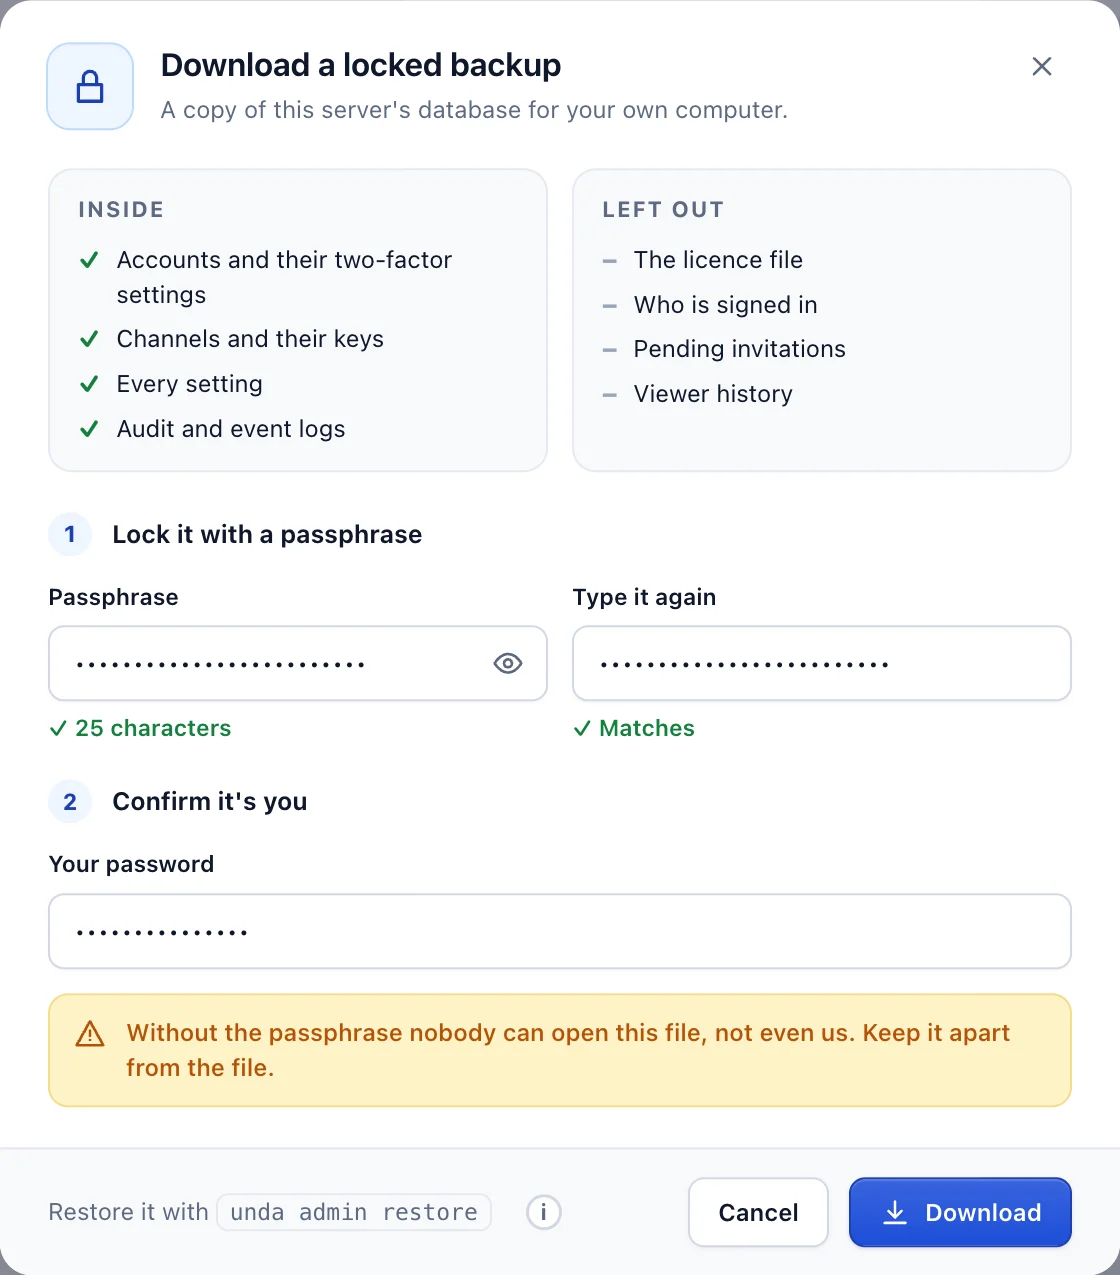 Download a locked backup
A copy of this server's database for your own computer.
INSIDE
Accounts and their two-factor
settings
Channels and their keys
Every setting
Audit and event logs
LEFT OUT
The licence file
Who is signed in
Pending invitations
Viewer history
1 Lock it with a passphrase
Passphrase
•••••••••••••••••••••••••
✓ 25 characters
Type it again
•••••••••••••••••••••••••
✓ Matches
2 Confirm it's you
Your password
•••••••••••••••
Without the passphrase nobody can open this file, not even us. Keep it apart
from the file.
Restore it with unda admin restore
Cancel
Download